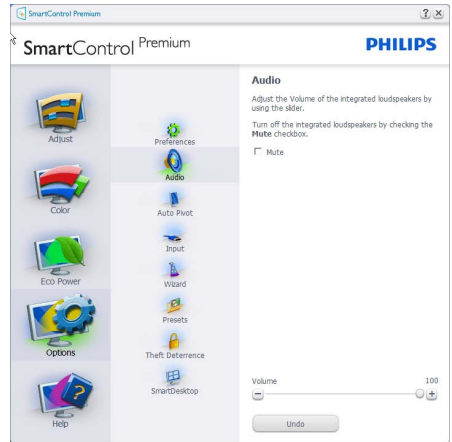 SmartControl Premium
SmartControl Premium
PHILIPS
Adjust
Color
Eco Power
Options
Help
Preferences
Audio
Auto Pivot
Input
Wizard
Presets
Theft Deterrence
SmartDesktop
Audio
Adjust the Volume of the integrated loudspeakers by
using the slider.
Turn off the integrated loudspeakers by checking the
Mute checkbox.
Mute
Volume 100
Undo